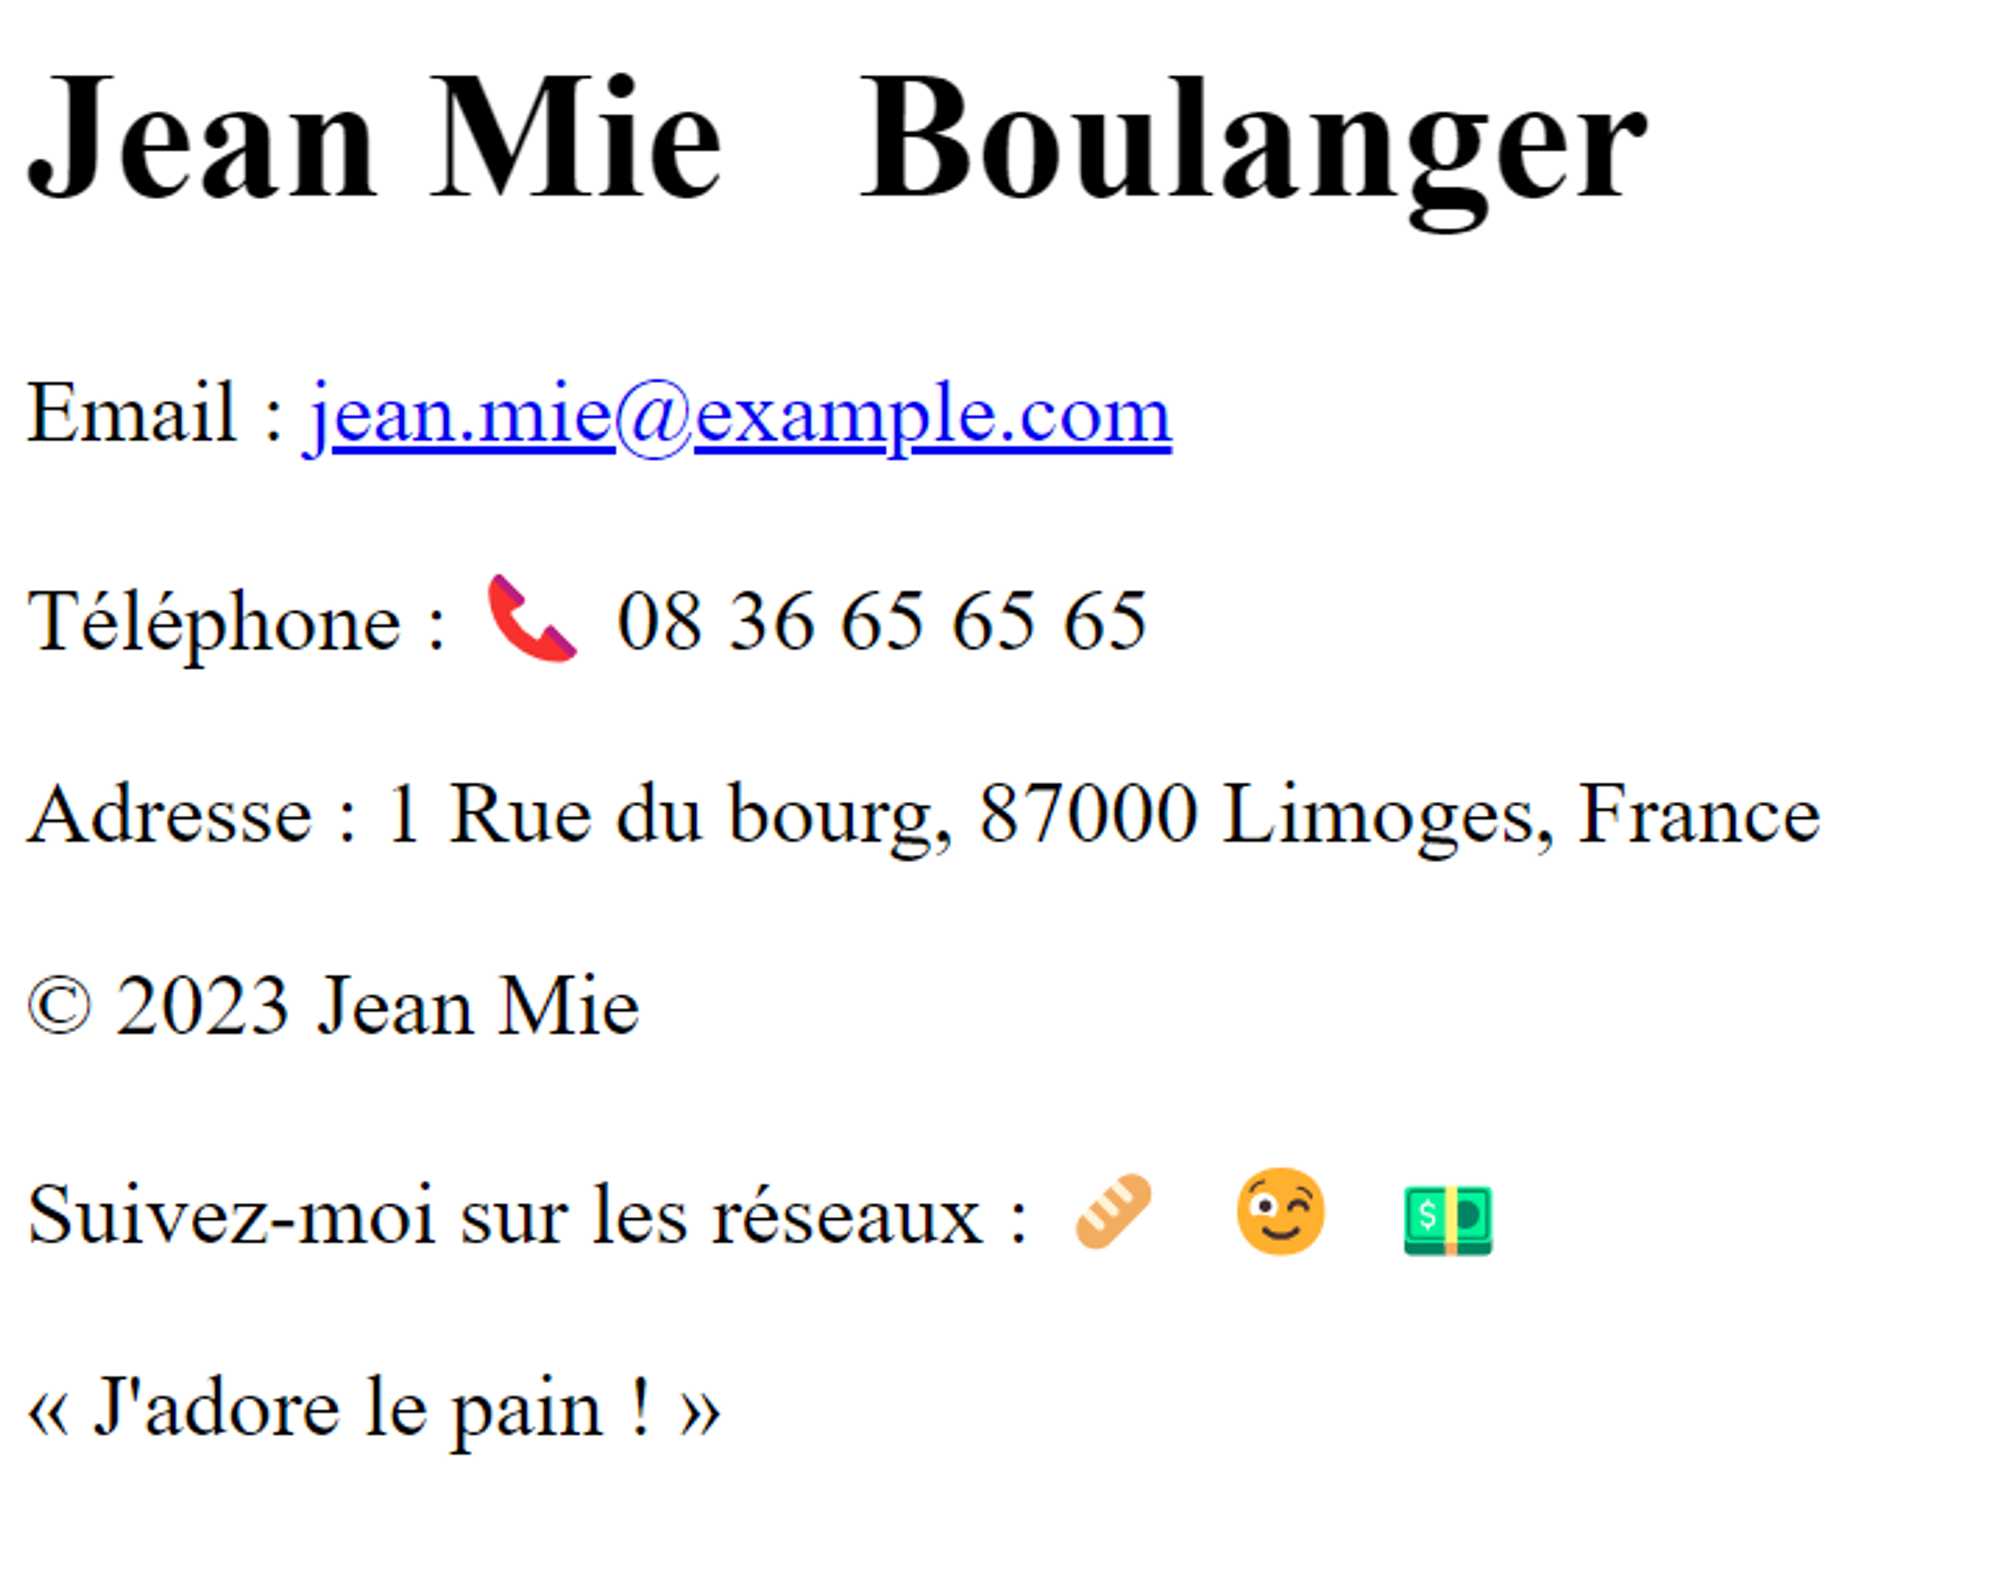 Jean Mie   Boulanger
Email : jean.mie@example.com
Téléphone : 📞 08 36 65 65 65
Adresse : 1 Rue du bourg, 87000 Limoges, France
© 2023 Jean Mie
Suivez-moi sur les réseaux : 🥖 😉 💵
« J'adore le pain ! »